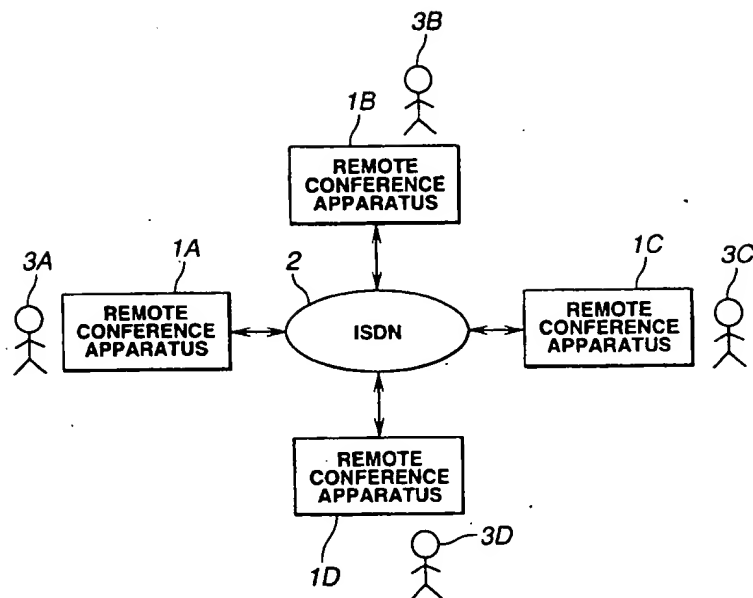 3B
1B
REMOTE
CONFERENCE
APPARATUS
3A
1A
REMOTE
CONFERENCE
APPARATUS
2
ISDN
1C
3C
REMOTE
CONFERENCE
APPARATUS
REMOTE
CONFERENCE
APPARATUS
1D
3D